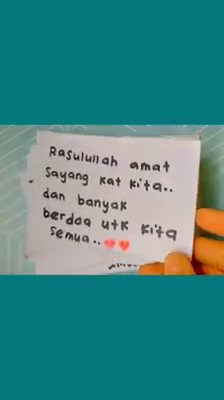 Rasulullah amat
sayang kat kita..
dan banyak
berdoa utk kita
semua..